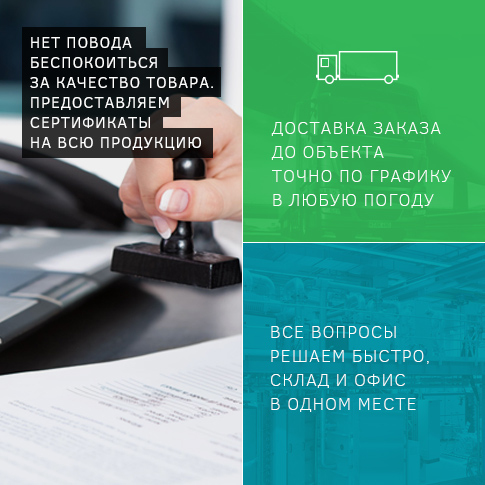 НЕТ ПОВОДА
БЕСПОКОИТЬСЯ
ЗА КАЧЕСТВО ТОВАРА.
ПРЕДОСТАВЛЯЕМ
СЕРТИФИКАТЫ
НА ВСЮ ПРОДУКЦИЮ
ДОСТАВКА ЗАКАЗА
ДО ОБЪЕКТА
ТОЧНО ПО ГРАФИКУ
В ЛЮБУЮ ПОГОДУ
ВСЕ ВОПРОСЫ
РЕШАЕМ БЫСТРО,
СКЛАД И ОФИС
В ОДНОМ МЕСТЕ